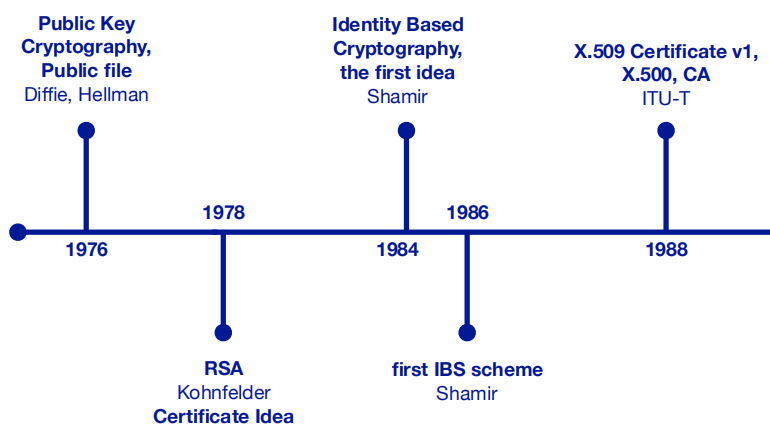 Public Key
Cryptography,
Public file
Diffie, Hellman
Identity Based
Cryptography,
the first idea
Shamir
X.509 Certificate v1,
X.500, CA
ITU-T
1978
1986
1976
1984
1988
RSA
Kohnfelder
Certificate Idea
first IBS scheme
Shamir